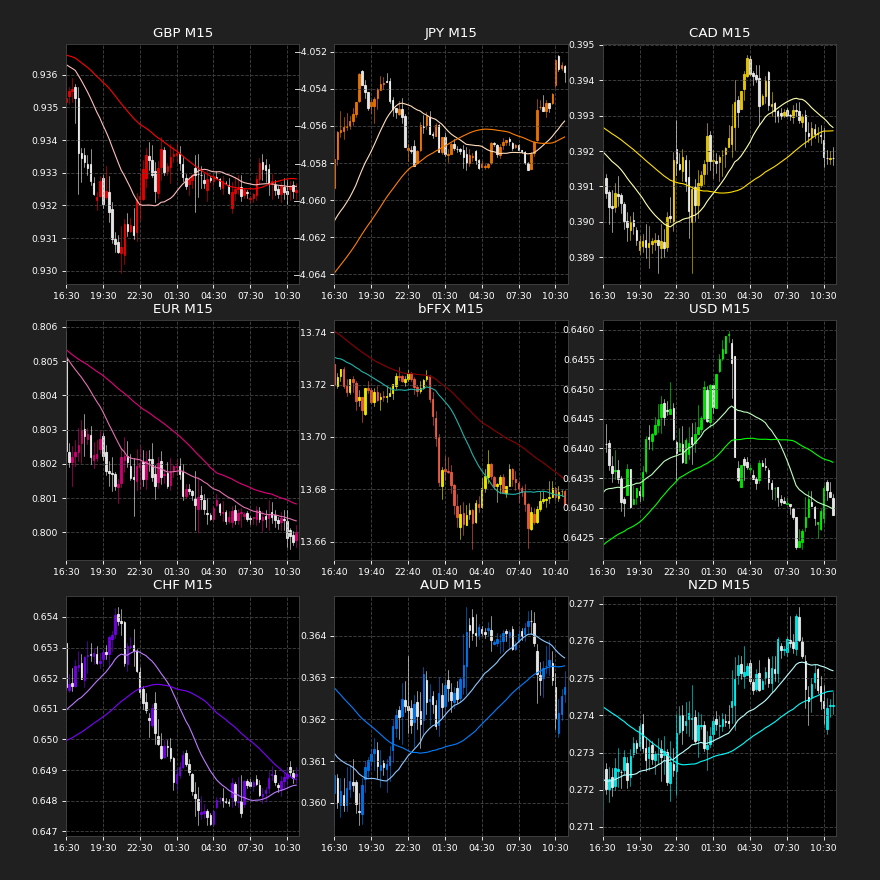 GBP M15 JPY M15 CAD M15
0.936 0.935 0.934 0.933 0.932 0.931 0.930
−4.052 −4.054 −4.056 −4.058 −4.060 −4.062 −4.064
0.395 0.394 0.393 0.392 0.391 0.390 0.389
16:30 19:30 22:30 01:30 04:30 07:30 10:30 16:30 19:30 22:30 01:30 04:30 07:30 10:30 16:30 19:30 22:30 01:30 04:30 07:30 10:30
EUR M15 bFFX M15 USD M15
0.806 0.805 0.804 0.803 0.802 0.801 0.800
13.74 13.72 13.70 13.68 13.66
0.6460 0.6455 0.6450 0.6445 0.6440 0.6435 0.6430 0.6425
16:30 19:30 22:30 01:30 04:30 07:30 10:30 16:40 19:40 22:40 01:40 04:40 07:40 10:40 16:30 19:30 22:30 01:30 04:30 07:30 10:30
CHF M15 AUD M15 NZD M15
0.654 0.653 0.652 0.651 0.650 0.649 0.648 0.647
0.364 0.363 0.362 0.361 0.360
0.277 0.276 0.275 0.274 0.273 0.272 0.271
16:30 19:30 22:30 01:30 04:30 07:30 10:30 16:30 19:30 22:30 01:30 04:30 07:30 10:30 16:30 19:30 22:30 01:30 04:30 07:30 10:30